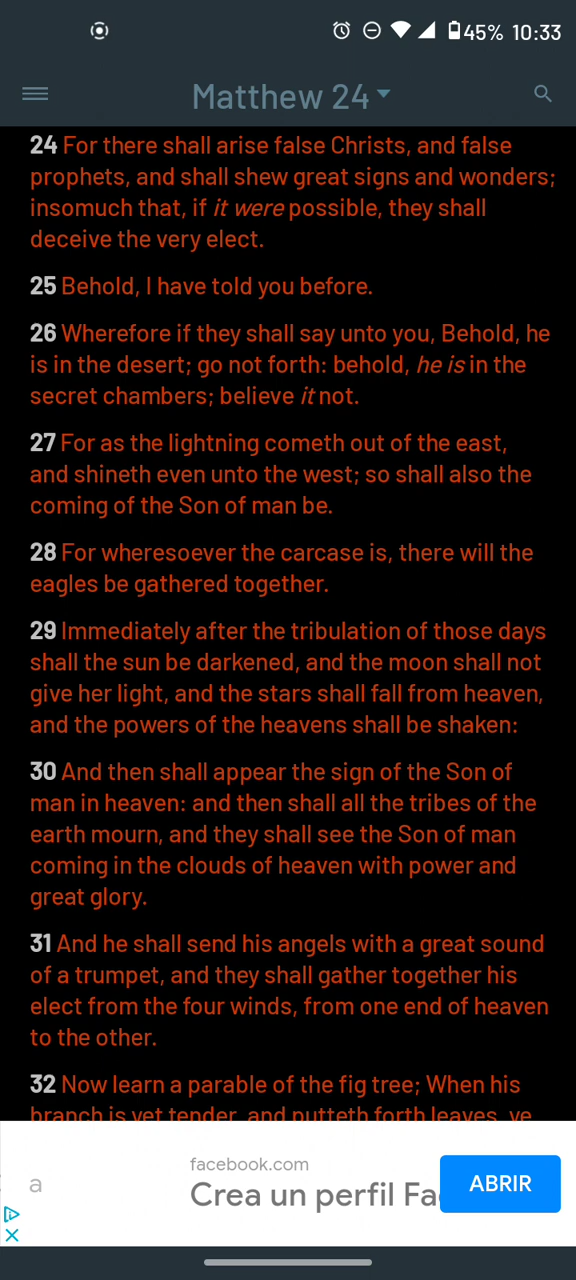 45% 10:33
Matthew 24
24 For there shall arise false Christs, and false
prophets, and shall shew great signs and wonders;
insomuch that, if it were possible, they shall
deceive the very elect.
25 Behold, I have told you before.
26 Wherefore if they shall say unto you, Behold, he
is in the desert; go not forth: behold, he is in the
secret chambers; believe it not.
27 For as the lightning cometh out of the east,
and shineth even unto the west; so shall also the
coming of the Son of man be.
28 For wheresoever the carcase is, there will the
eagles be gathered together.
29 Immediately after the tribulation of those days
shall the sun be darkened, and the moon shall not
give her light, and the stars shall fall from heaven,
and the powers of the heavens shall be shaken:
30 And then shall appear the sign of the Son of
man in heaven: and then shall all the tribes of the
earth mourn, and they shall see the Son of man
coming in the clouds of heaven with power and
great glory.
31 And he shall send his angels with a great sound
of a trumpet, and they shall gather together his
elect from the four winds, from one end of heaven
to the other.
32 Now learn a parable of the fig tree; When his
branch is yet tender, and putteth forth leaves, ye
facebook.com
a Crea un perfil Fa
ABRIR